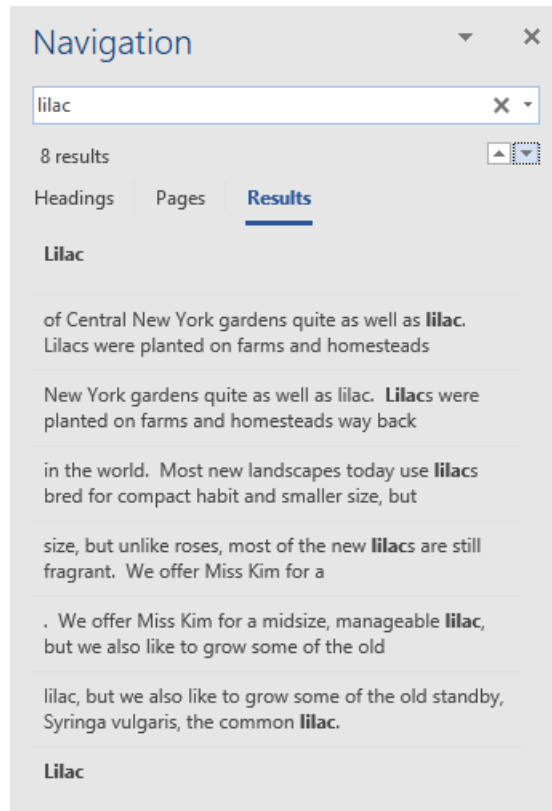 Navigation
lilac
8 results
Headings Pages Results
Lilac
of Central New York gardens quite as well as lilac.
Lilacs were planted on farms and homesteads
New York gardens quite as well as lilac.  Lilacs were
planted on farms and homesteads way back
in the world.  Most new landscapes today use lilacs
bred for compact habit and smaller size, but
size, but unlike roses, most of the new lilacs are still
fragrant.  We offer Miss Kim for a
.  We offer Miss Kim for a midsize, manageable lilac,
but we also like to grow some of the old
lilac, but we also like to grow some of the old standby,
Syringa vulgaris, the common lilac.
Lilac